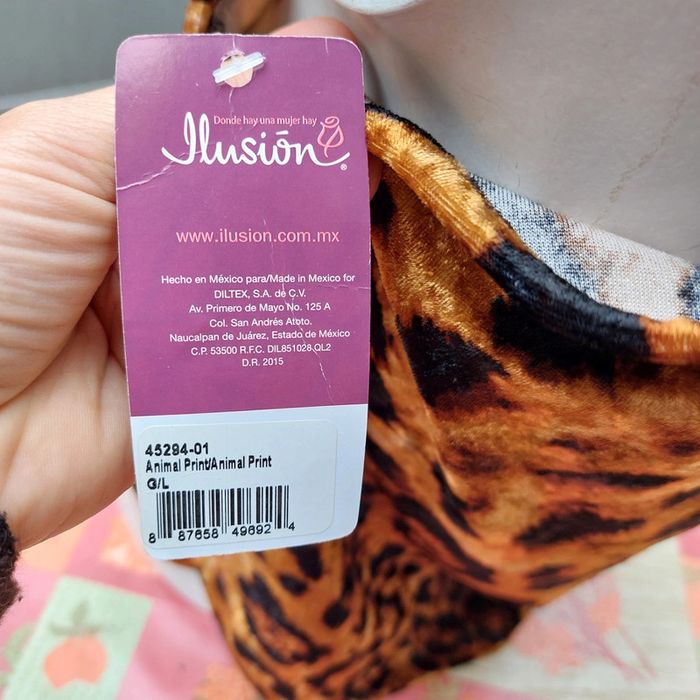 Donde hay una mujer hay
Ilusión®
www.ilusion.com.mx
Hecho en México para/Made in Mexico for
DILTEX, S.A. de C.V.
Av. Primero de Mayo No. 125 A
Col. San Andrés Atoto.
Naucalpan de Juárez, Estado de México
C.P. 53500 R.F.C. DIL851028 QL2
D.R. 2015
45294-01
Animal Print/Animal Print
G/L
8 87658 49692 4